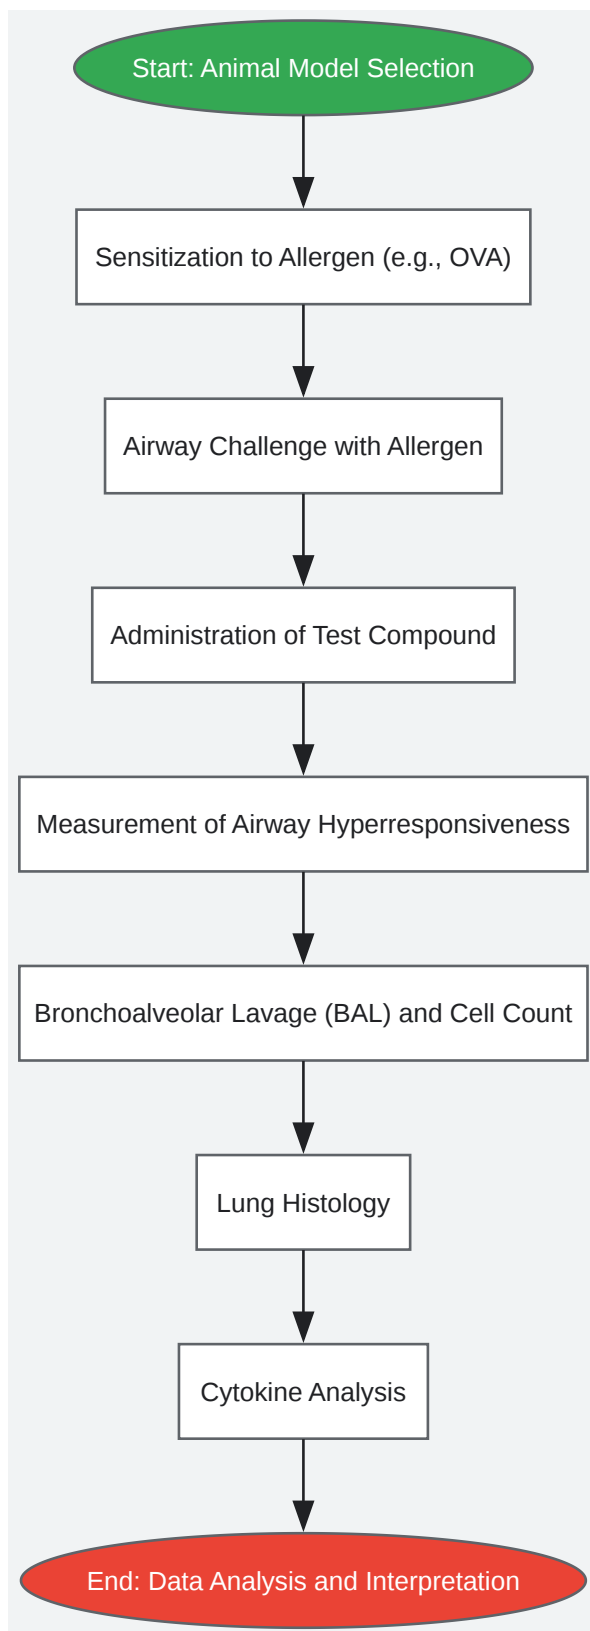 Start: Animal Model Selection
Sensitization to Allergen (e.g., OVA)
Airway Challenge with Allergen
Administration of Test Compound
Measurement of Airway Hyperresponsiveness
Bronchoalveolar Lavage (BAL) and Cell Count
Lung Histology
Cytokine Analysis
End: Data Analysis and Interpretation